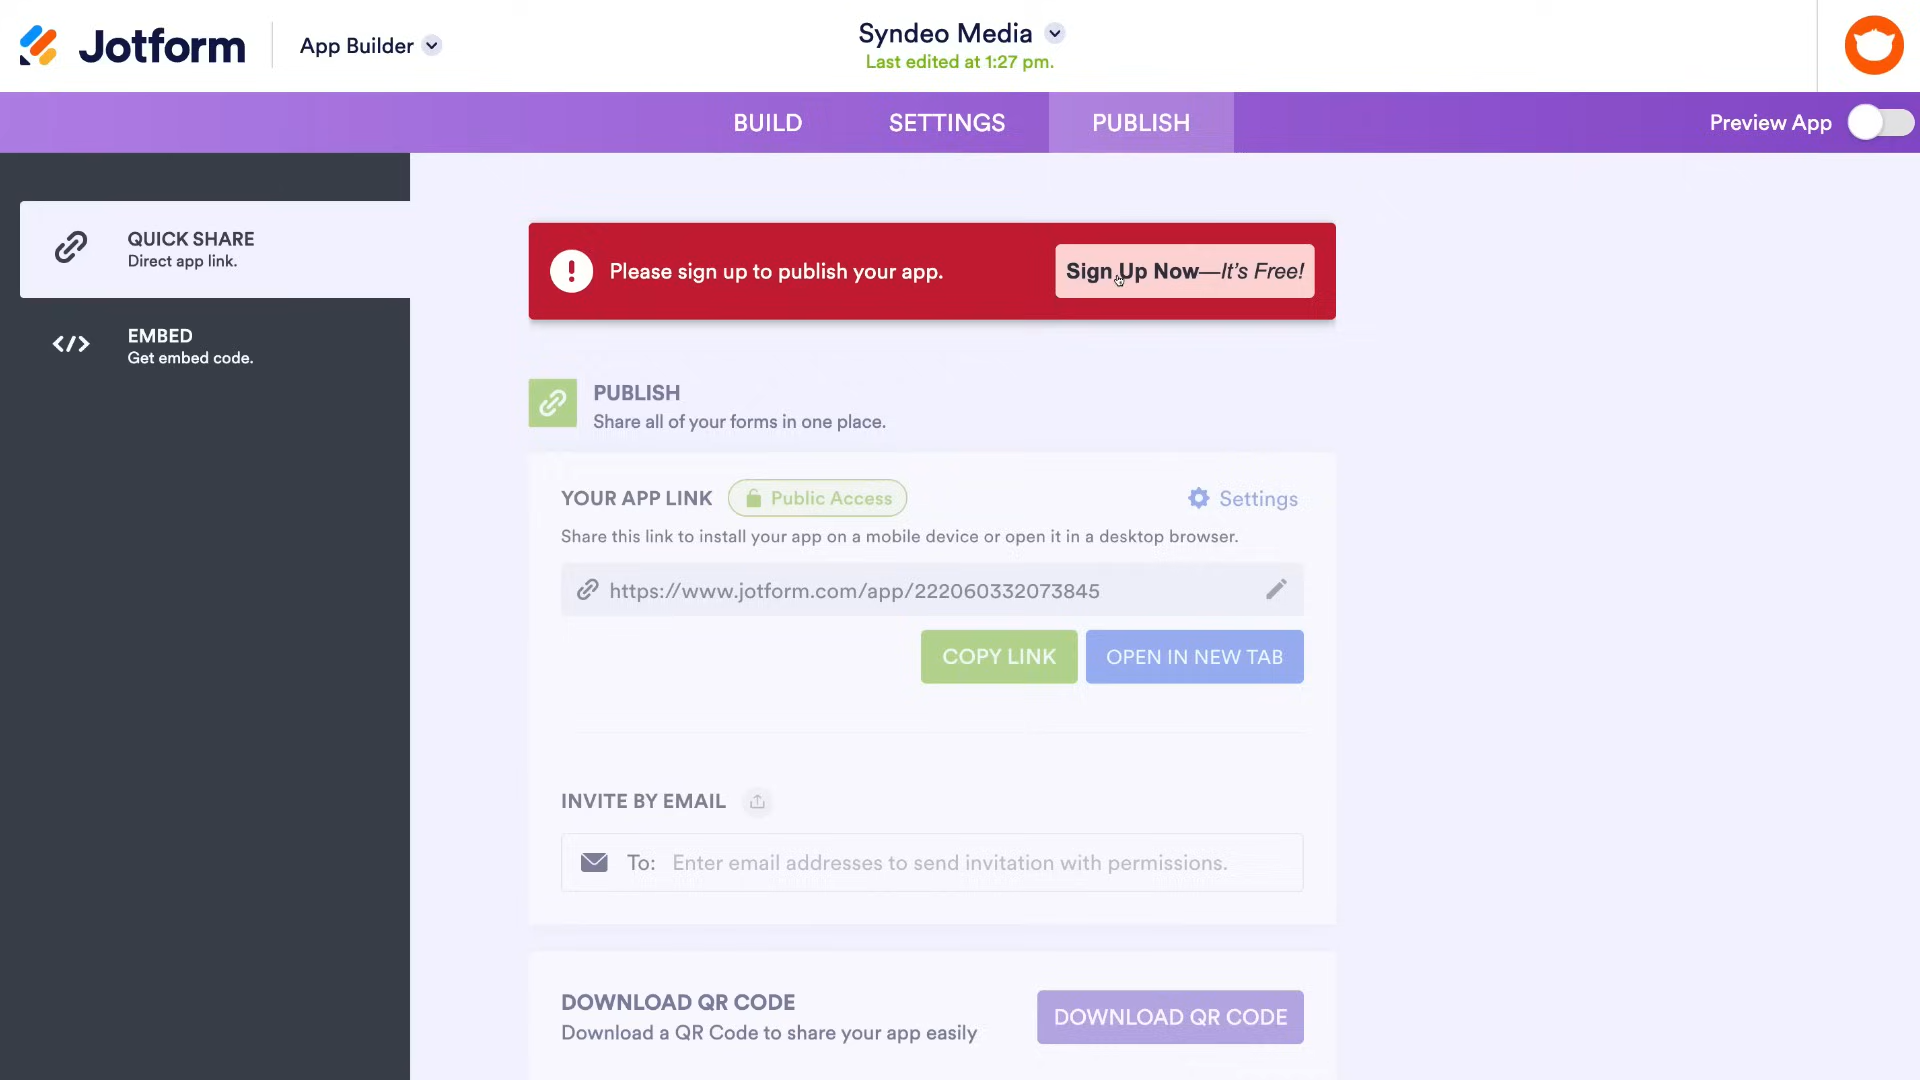 Jotform
App Builder
Syndeo Media
Last edited at 1:27 pm.
BUILD
SETTINGS
PUBLISH
Preview App
QUICK SHARE
Direct app link.
EMBED
Get embed code.
Please sign up to publish your app.
Sign Up Now—It's Free!
PUBLISH
Share all of your forms in one place.
YOUR APP LINK
Public Access
Settings
Share this link to install your app on a mobile device or open it in a desktop browser.
https://www.jotform.com/app/222060332073845
COPY LINK
OPEN IN NEW TAB
INVITE BY EMAIL
To: Enter email addresses to send invitation with permissions.
DOWNLOAD QR CODE
Download a QR Code to share your app easily
DOWNLOAD QR CODE